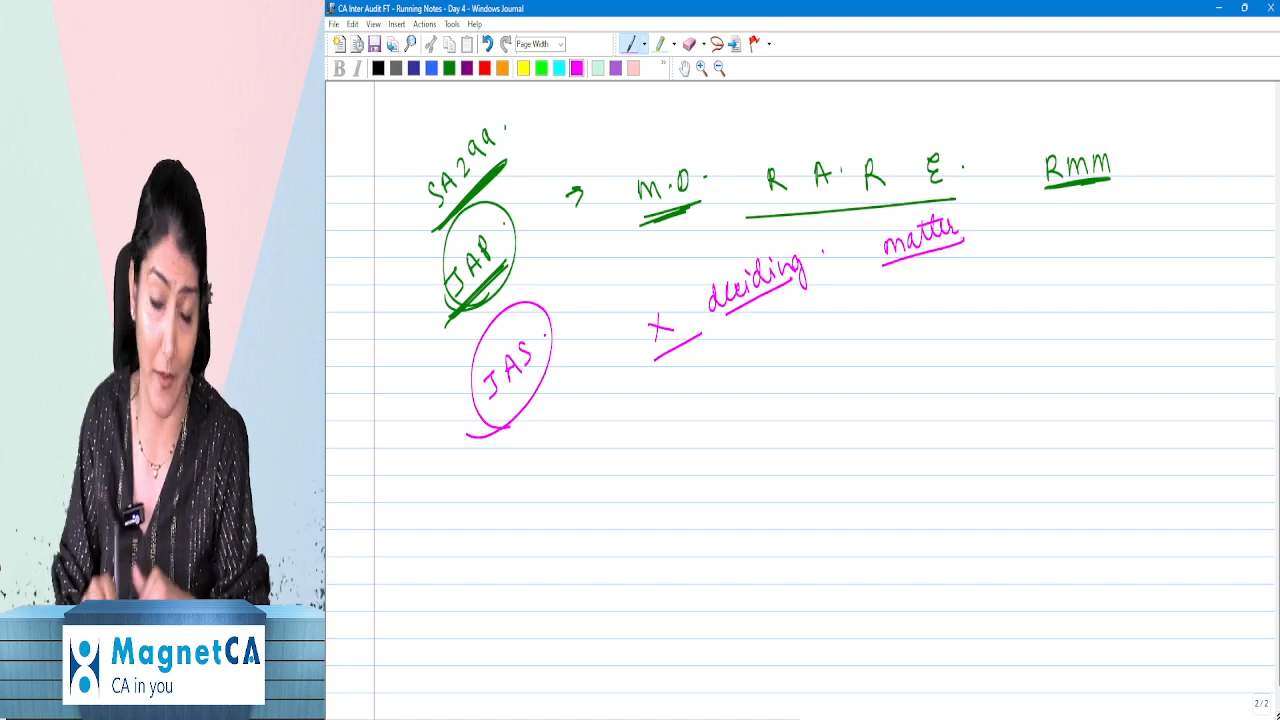 CA Inter Audit FT - Running Notes - Day 4 - Windows Journal
File Edit View Insert Actions Tools Help
Page Width
B I
SA299.
→ M.O. R A. R E. RMM
JAP.
X deciding. matter
JAS.
MagnetCA
CA in you
2 / 2